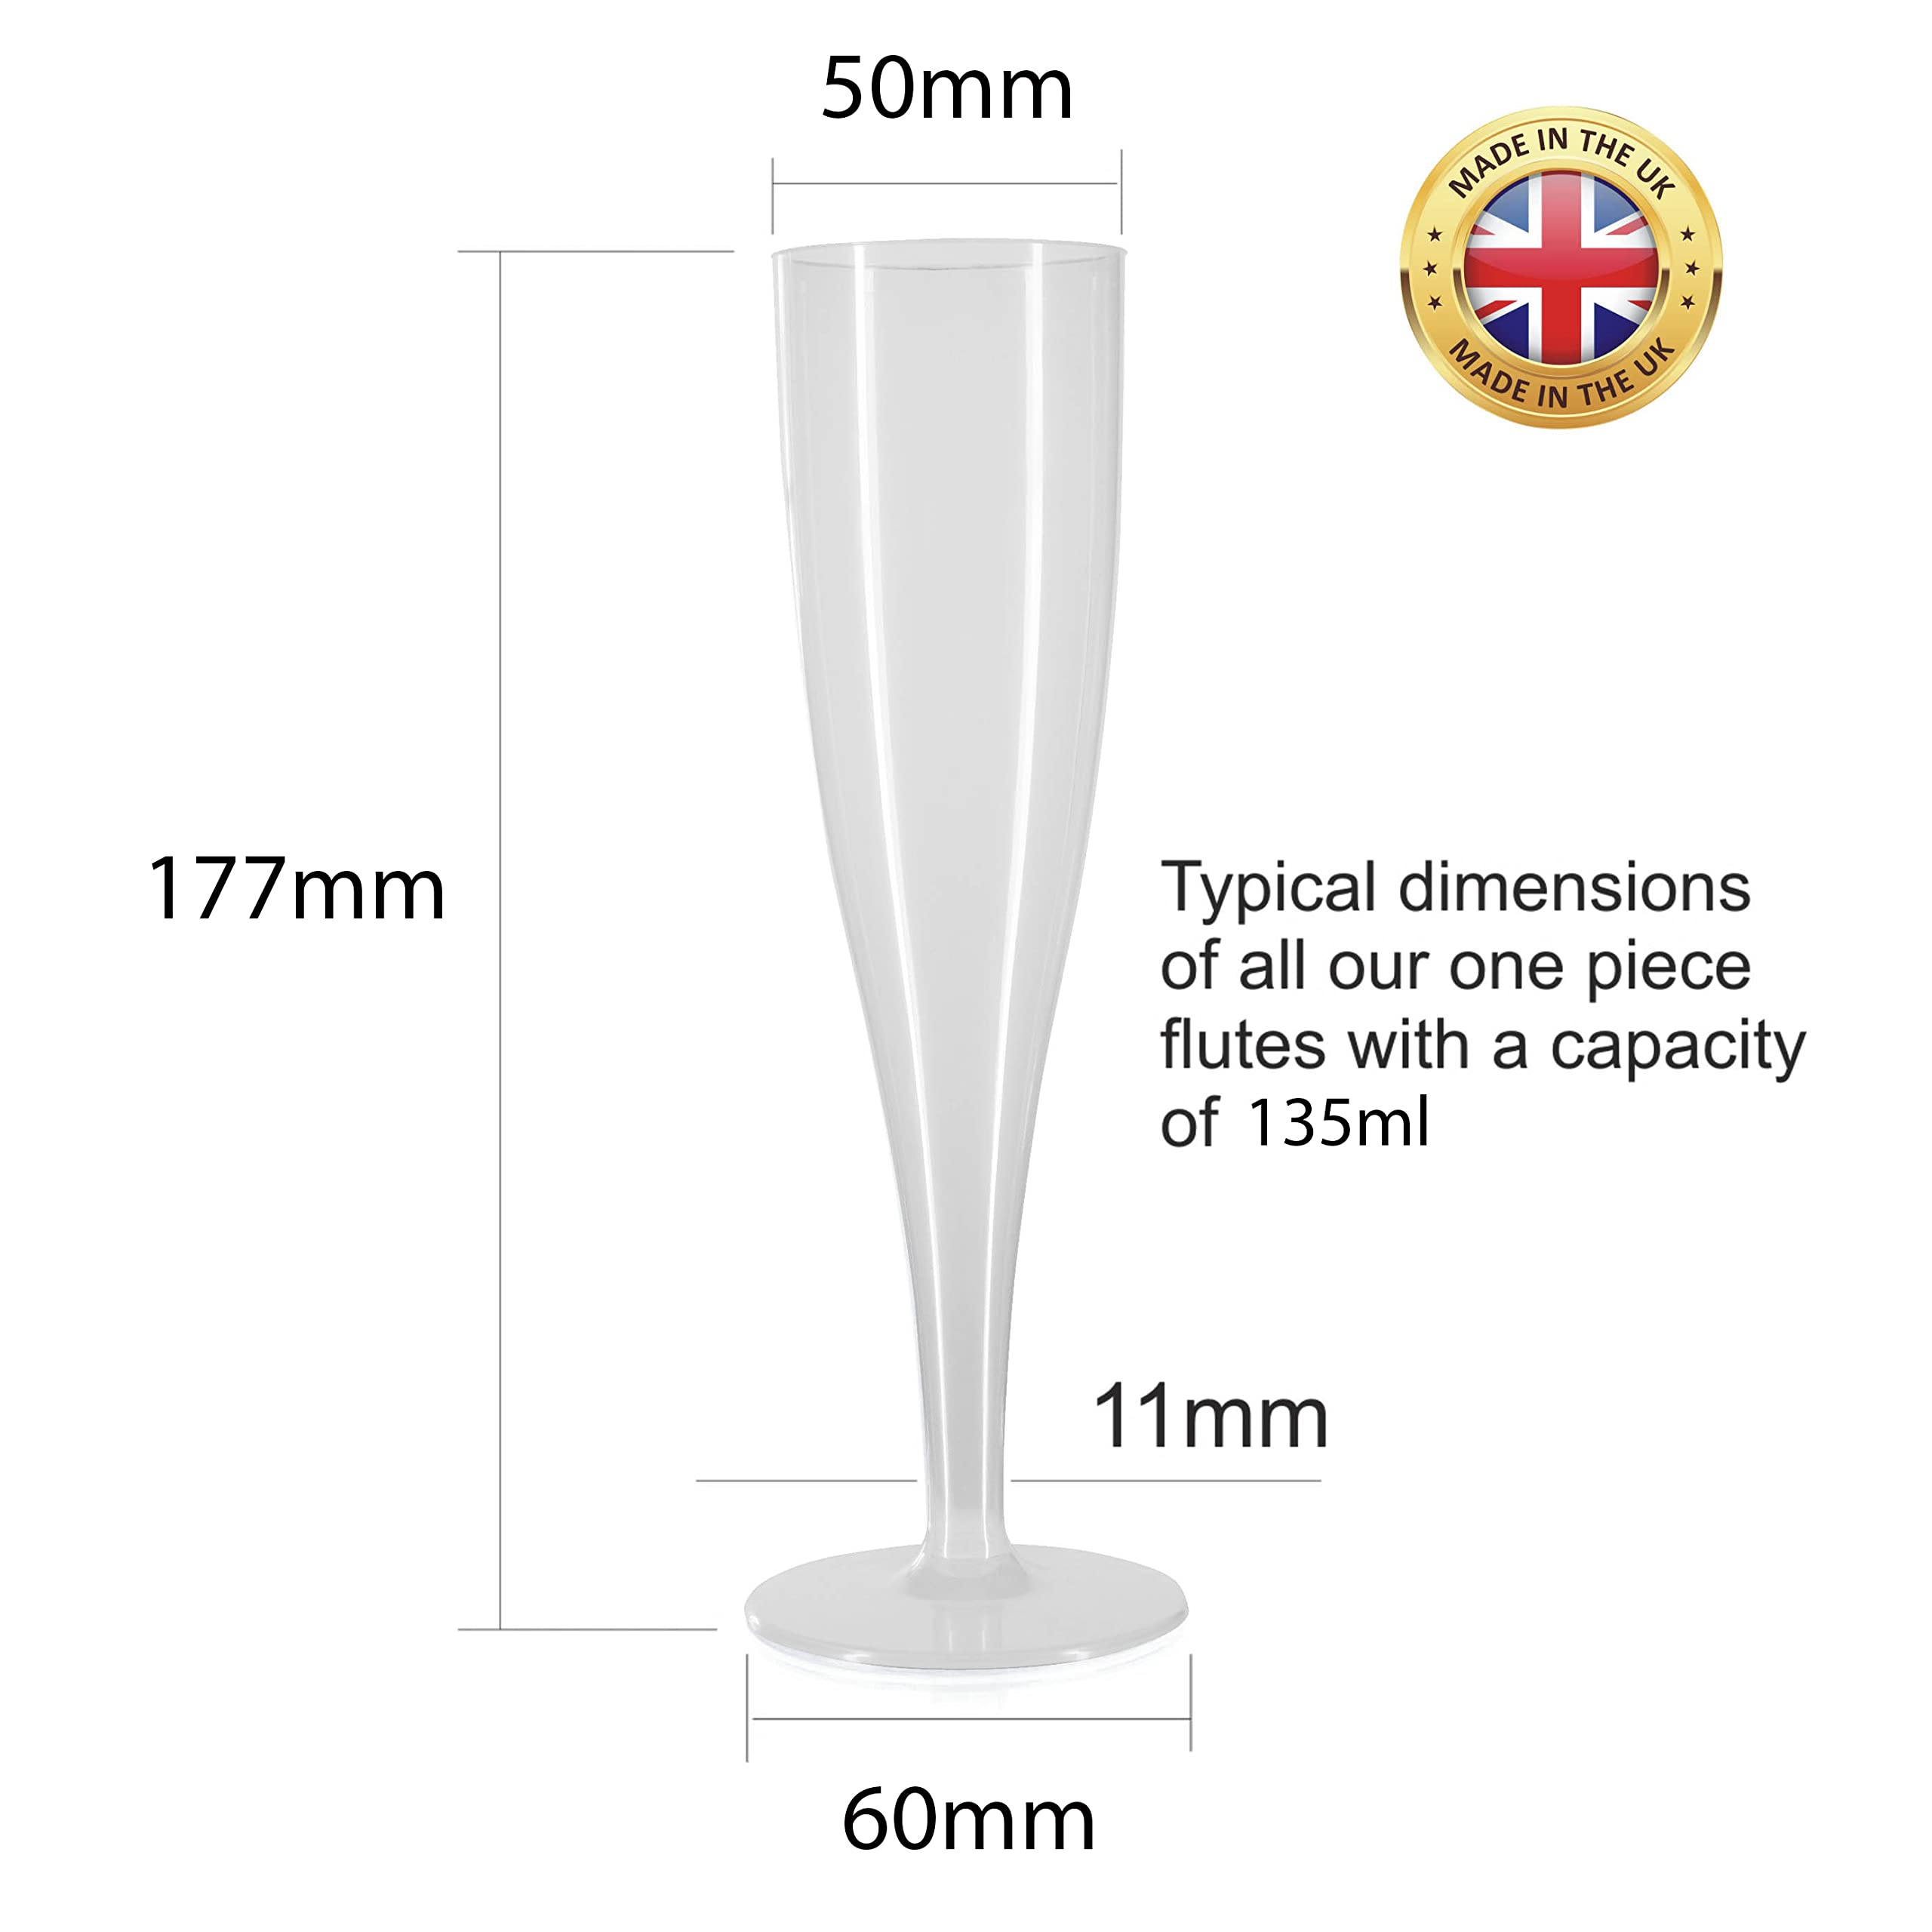 50mm
MADE IN THE UK
MADE IN THE UK
177mm
Typical dimensions
of all our one piece
flutes with a capacity
of 135ml
11mm
60mm